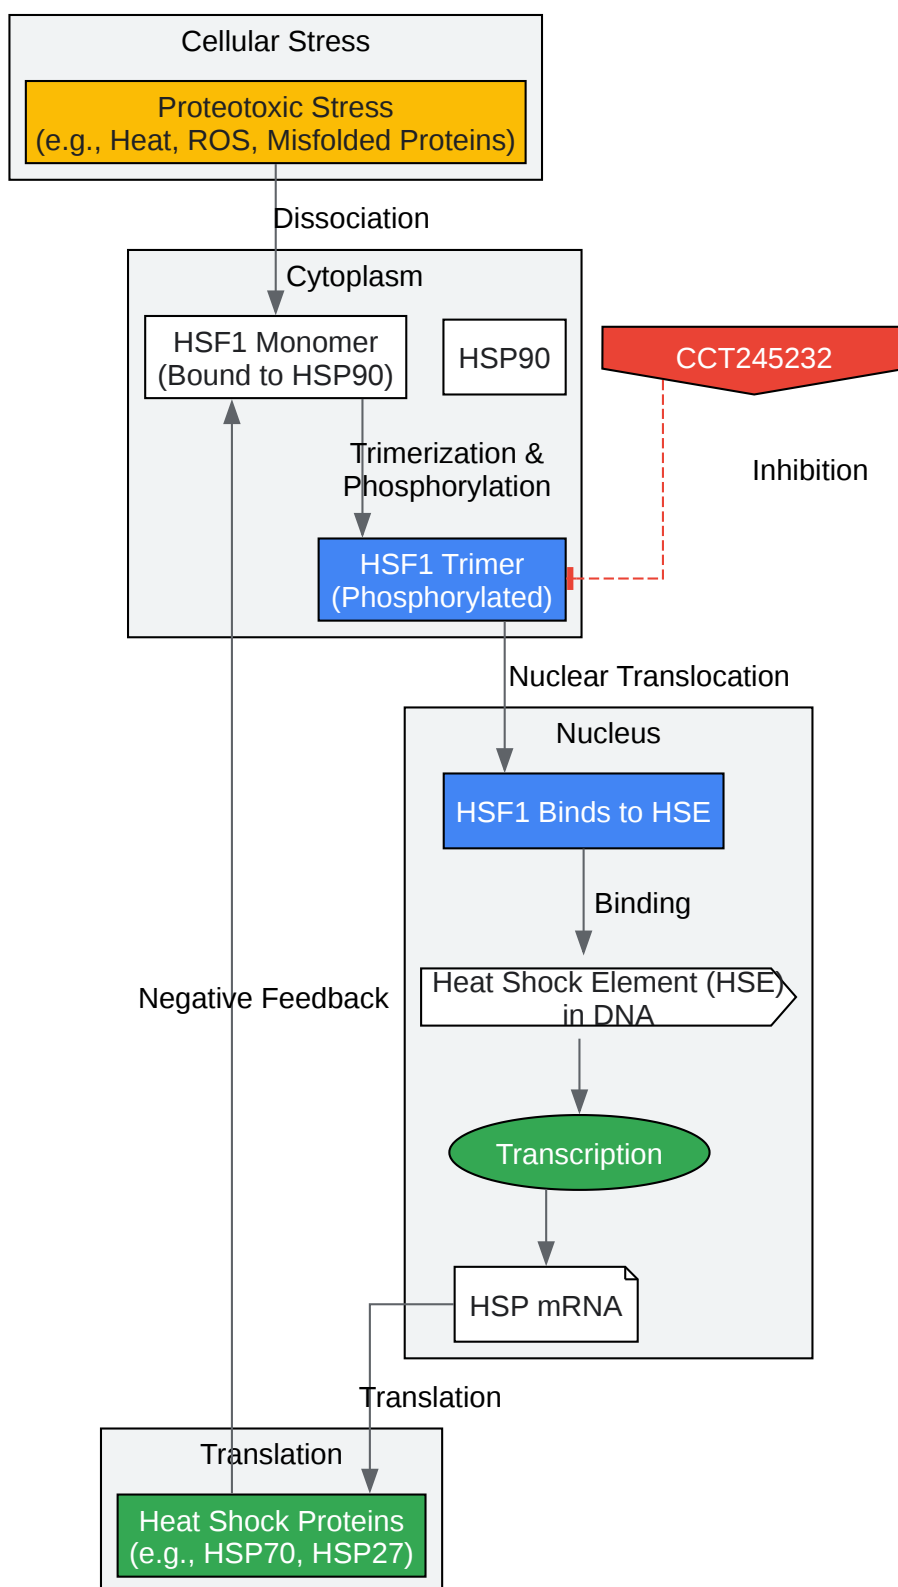 Cellular Stress
Proteotoxic Stress
(e.g., Heat, ROS, Misfolded Proteins)
Dissociation
Cytoplasm
HSF1 Monomer
(Bound to HSP90)
HSP90
CCT245232
Trimerization &
Phosphorylation
Inhibition
HSF1 Trimer
(Phosphorylated)
Nuclear Translocation
Nucleus
HSF1 Binds to HSE
Binding
Heat Shock Element (HSE)
in DNA
Negative Feedback
Transcription
HSP mRNA
Translation
Translation
Heat Shock Proteins
(e.g., HSP70, HSP27)